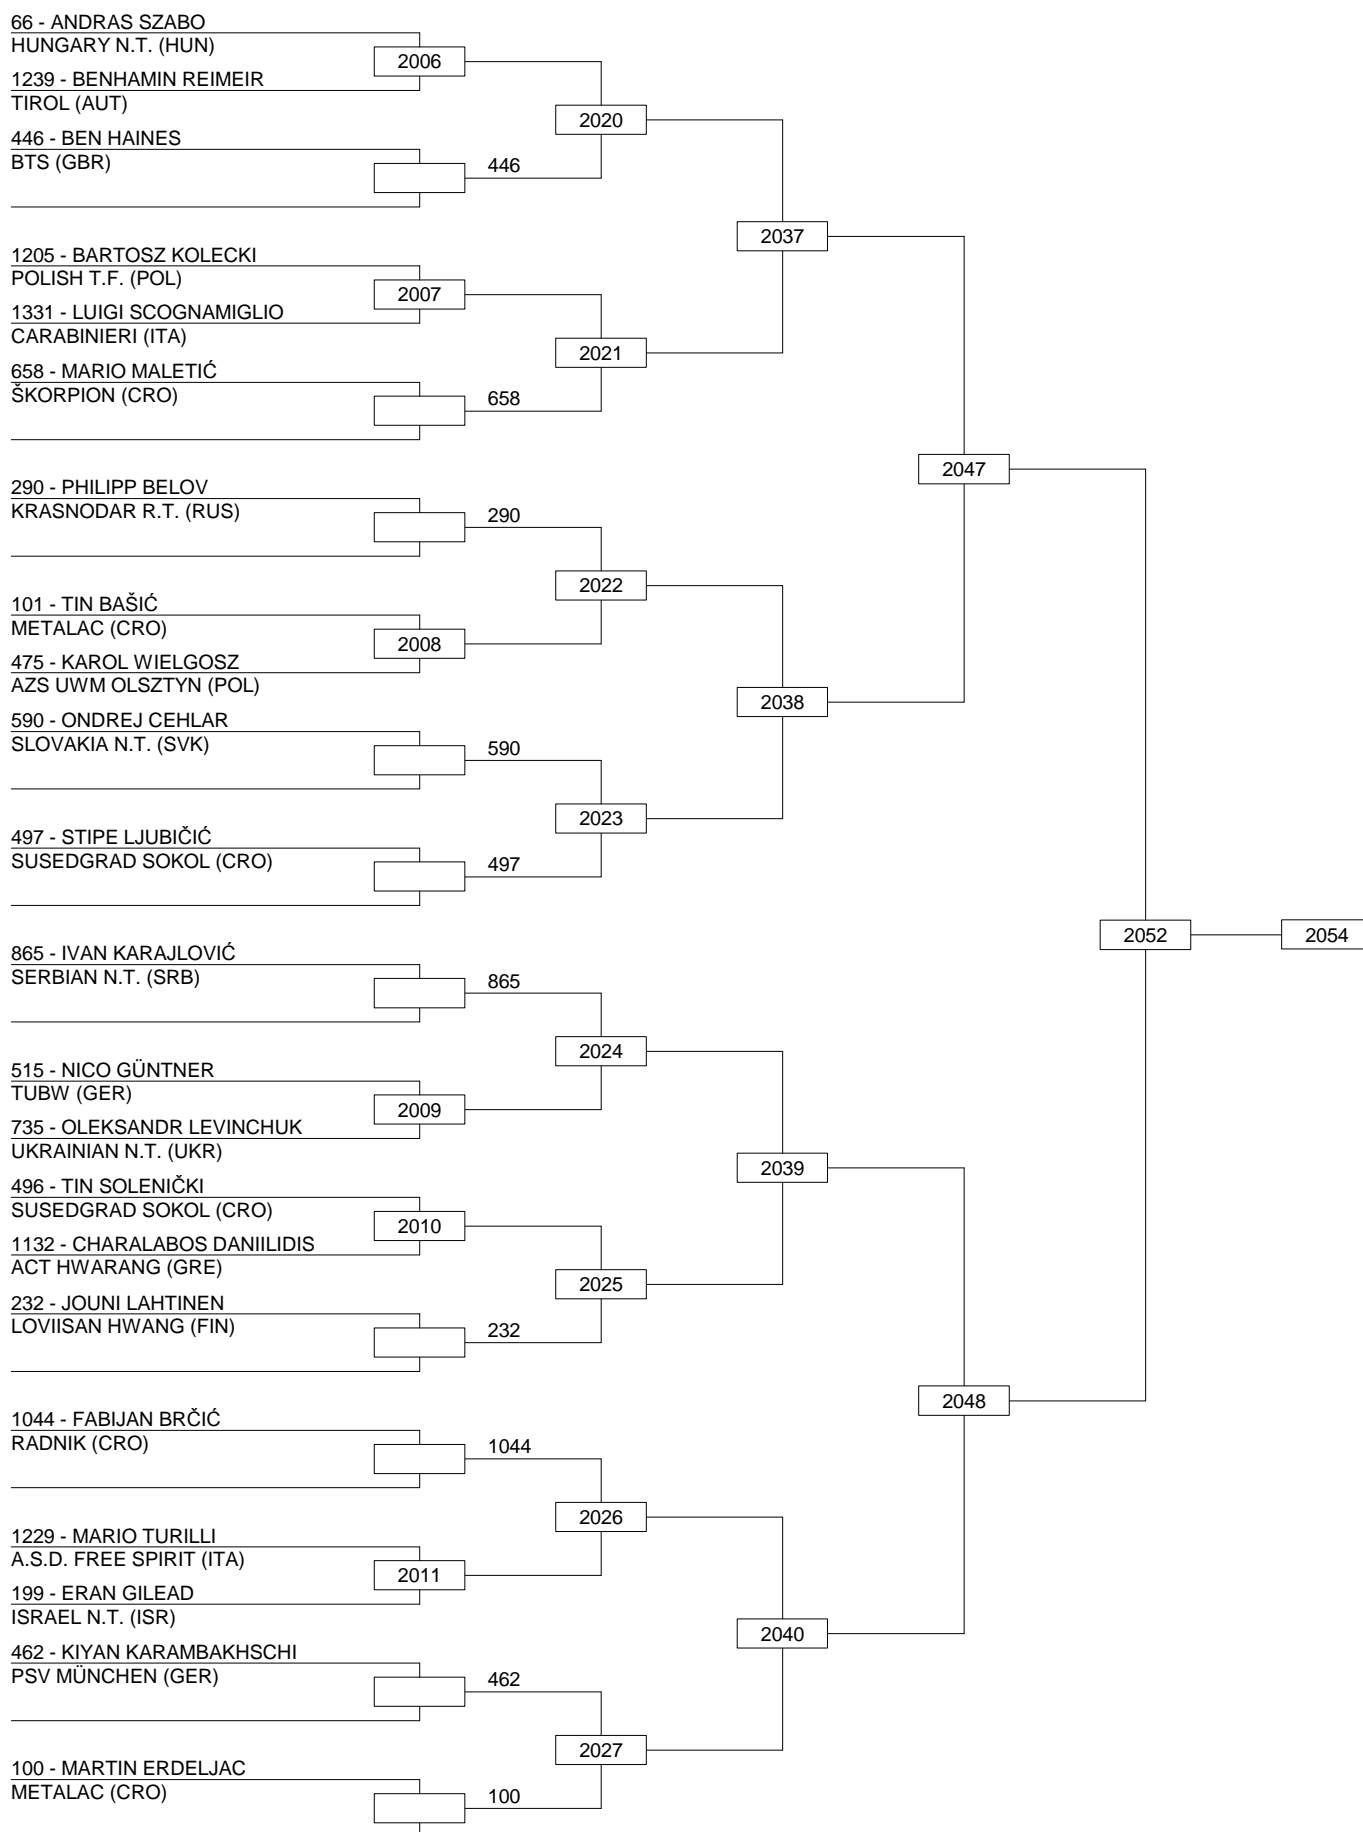 66 - ANDRAS SZABO
HUNGARY N.T. (HUN)
2006
1239 - BENHAMIN REIMEIR
TIROL (AUT)
2020
446 - BEN HAINES
BTS (GBR)
446
2037
1205 - BARTOSZ KOLECKI
POLISH T.F. (POL)
2007
1331 - LUIGI SCOGNAMIGLIO
CARABINIERI (ITA)
2021
658 - MARIO MALETIĆ
ŠKORPION (CRO)
658
2047
290 - PHILIPP BELOV
KRASNODAR R.T. (RUS)
290
2022
101 - TIN BAŠIĆ
METALAC (CRO)
2008
475 - KAROL WIELGOSZ
AZS UWM OLSZTYN (POL)
2038
590 - ONDREJ CEHLAR
SLOVAKIA N.T. (SVK)
590
2023
497 - STIPE LJUBIČIĆ
SUSEDGRAD SOKOL (CRO)
497
2052
2054
865 - IVAN KARAJLOVIĆ
SERBIAN N.T. (SRB)
865
2024
515 - NICO GÜNTNER
TUBW (GER)
2009
735 - OLEKSANDR LEVINCHUK
UKRAINIAN N.T. (UKR)
2039
496 - TIN SOLENIČKI
SUSEDGRAD SOKOL (CRO)
2010
1132 - CHARALABOS DANIILIDIS
ACT HWARANG (GRE)
2025
232 - JOUNI LAHTINEN
LOVIISAN HWANG (FIN)
232
2048
1044 - FABIJAN BRČIĆ
RADNIK (CRO)
1044
2026
1229 - MARIO TURILLI
A.S.D. FREE SPIRIT (ITA)
2011
199 - ERAN GILEAD
ISRAEL N.T. (ISR)
2040
462 - KIYAN KARAMBAKHSCHI
PSV MÜNCHEN (GER)
462
2027
100 - MARTIN ERDELJAC
METALAC (CRO)
100